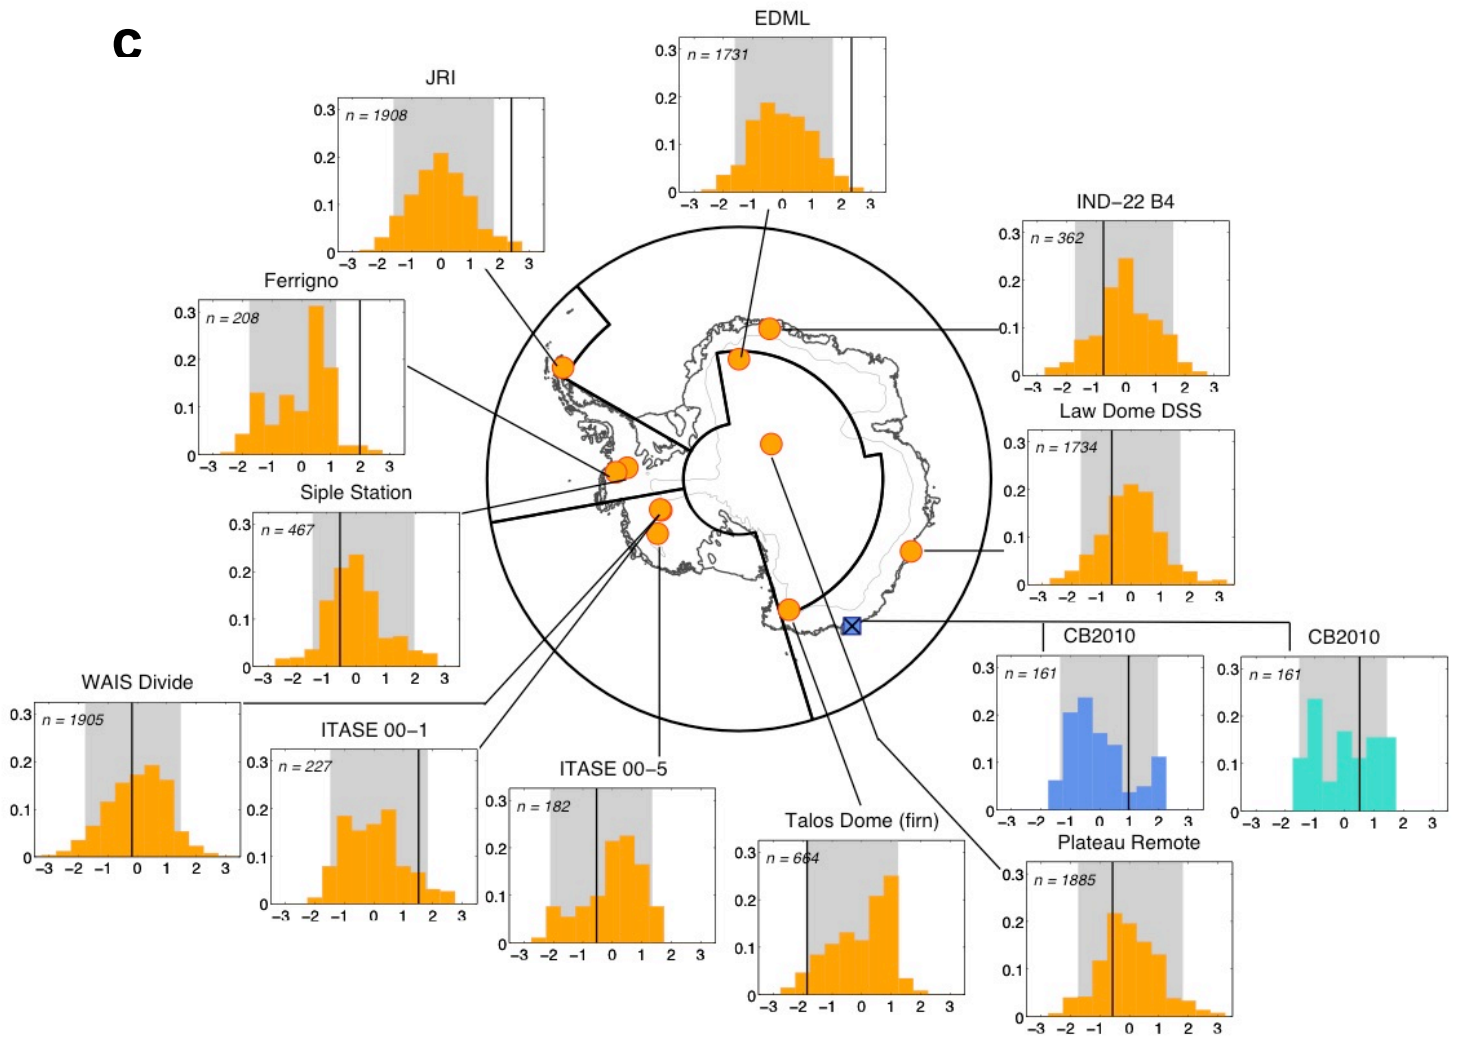 c
EDML
n = 1731
0.3
0.2
0.1
0
−3 −2 −1 0 1 2 3
JRI
n = 1908
0.3
0.2
0.1
0
−3 −2 −1 0 1 2 3
IND−22 B4
n = 362
0.3
0.2
0.1
0
−3 −2 −1 0 1 2 3
Ferrigno
n = 208
0.3
0.2
0.1
0
−3 −2 −1 0 1 2 3
Law Dome DSS
n = 1734
0.3
0.2
0.1
0
−3 −2 −1 0 1 2 3
Siple Station
n = 467
0.3
0.2
0.1
0
−3 −2 −1 0 1 2 3
CB2010
n = 161
0.3
0.2
0.1
0
−3 −2 −1 0 1 2 3
CB2010
n = 161
0.3
0.2
0.1
0
−3 −2 −1 0 1 2 3
WAIS Divide
n = 1905
0.3
0.2
0.1
0
−3 −2 −1 0 1 2 3
ITASE 00−1
n = 227
0.3
0.2
0.1
0
−3 −2 −1 0 1 2 3
ITASE 00−5
n = 182
0.3
0.2
0.1
0
−3 −2 −1 0 1 2 3
Talos Dome (firn)
n = 664
0.3
0.2
0.1
0
−3 −2 −1 0 1 2 3
Plateau Remote
n = 1885
0.3
0.2
0.1
0
−3 −2 −1 0 1 2 3